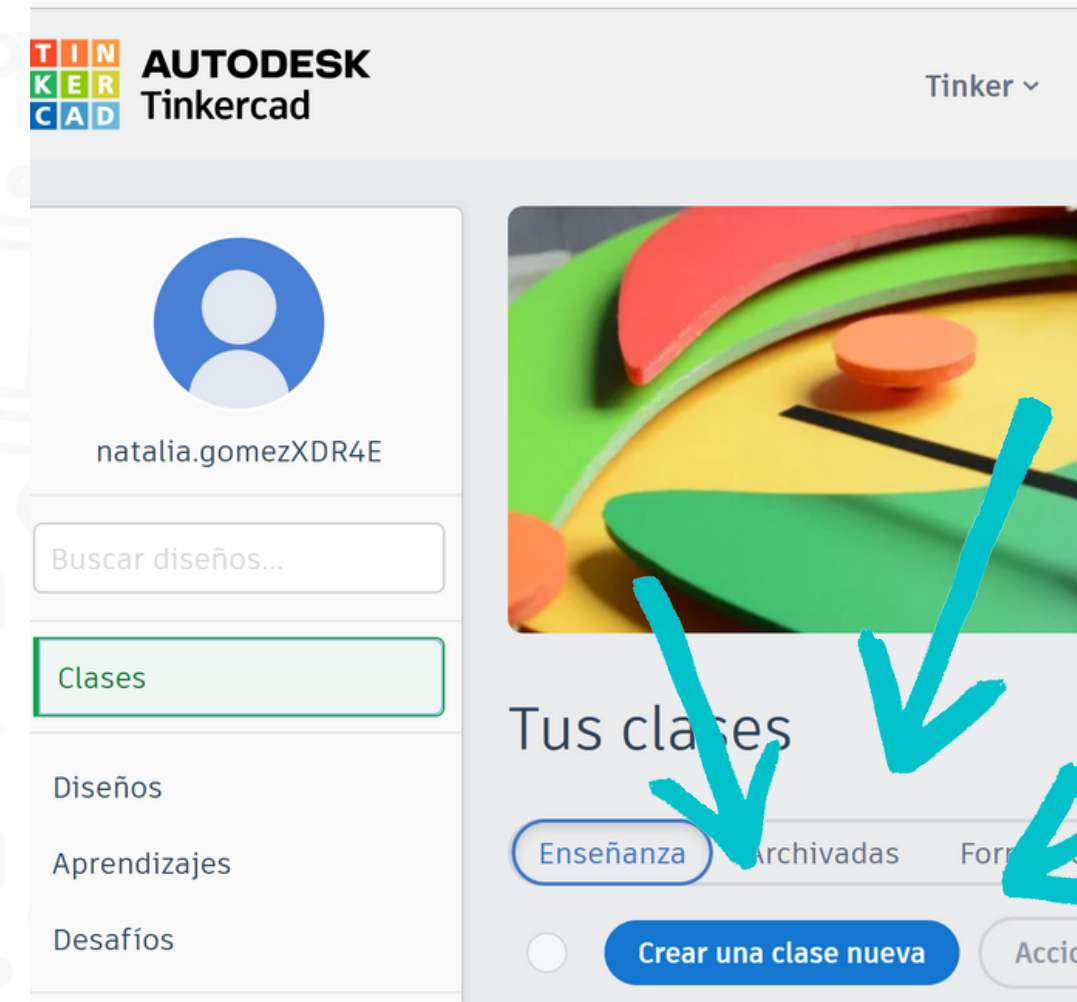 TIN
KER
CAD
AUTODESK
Tinkercad
Tinker
natalia.gomezXDR4E
Buscar diseños...
Clases
Diseños
Aprendizajes
Desafíos
Tus clases
Enseñanza Archivadas
Crear una clase nueva